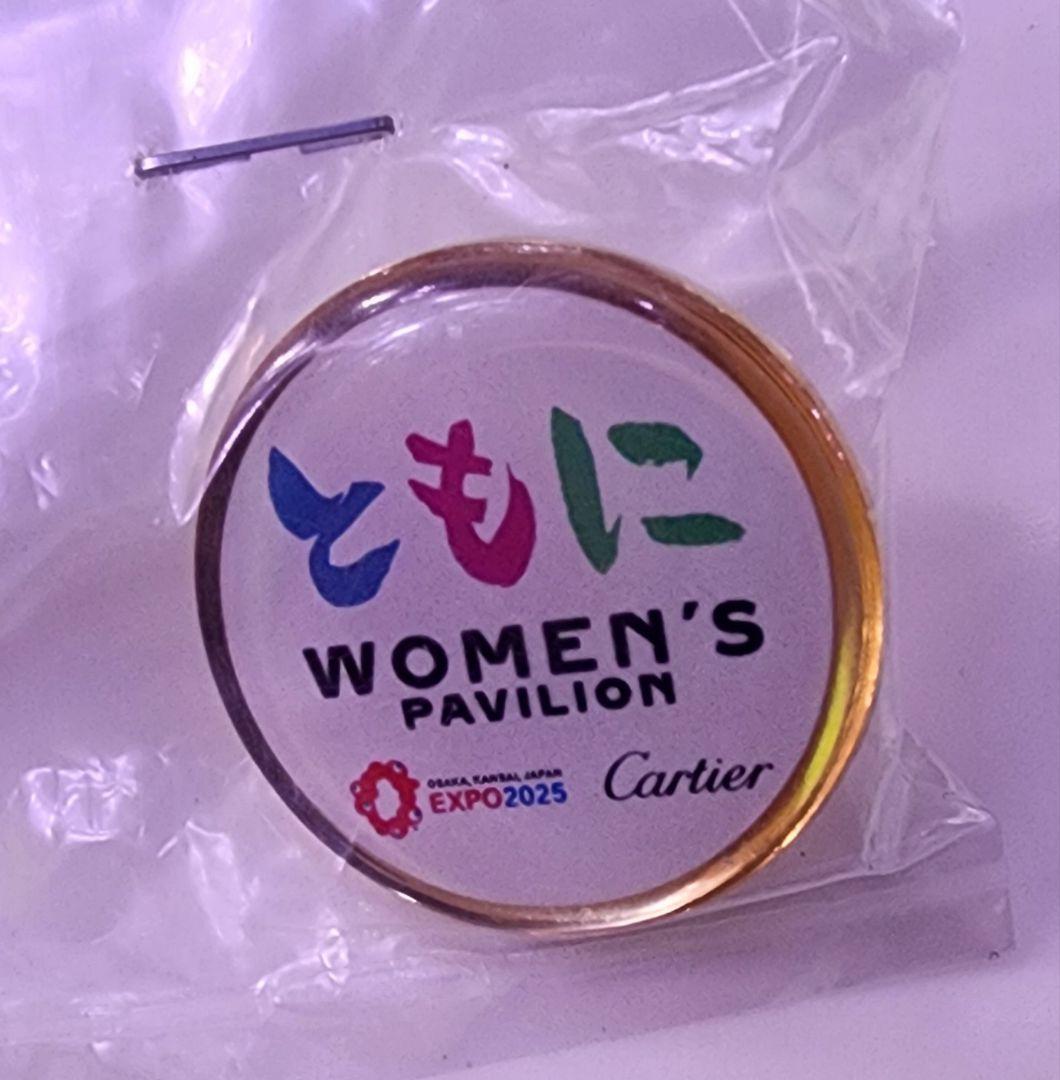 ともに
WOMEN'S
PAVILION
OSAKA, KANSAI, JAPAN
EXPO2025
Cartier